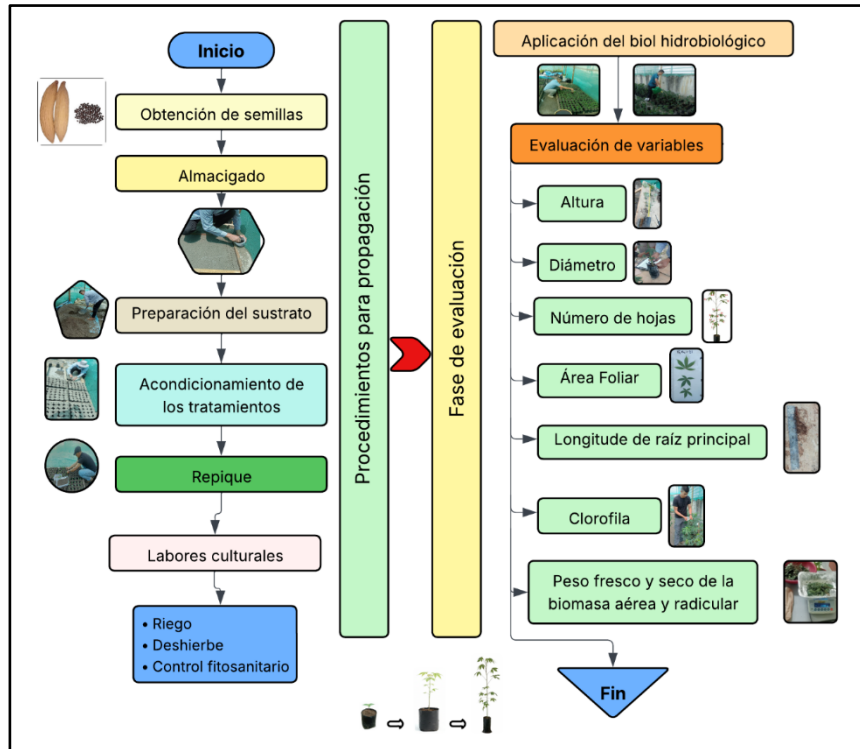 Inicio
Obtención de semillas
Almacigado
Preparación del sustrato
Acondicionamiento de
los tratamientos
Repique
Labores culturales
• Riego
• Deshierbe
• Control fitosanitario
Procedimientos para propagación
Fase de evaluación
Aplicación del biol hidrobiológico
Evaluación de variables
Altura
Diámetro
Número de hojas
Área Foliar
Longitude de raíz principal
Clorofila
Peso fresco y seco de la
biomasa aérea y radicular
Fin